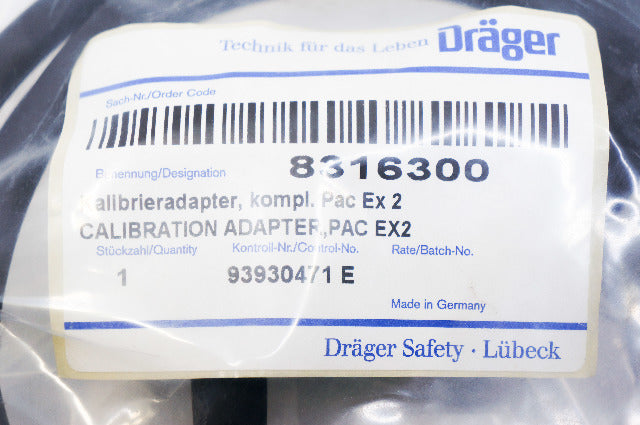 Technik für das Leben Dräger
Sach-Nr./Order Code
Benennung/Designation 8316300
Kalibrieradapter, kompl. Pac Ex 2
CALIBRATION ADAPTER,PAC EX2
Stückzahl/Quantity Kontroll-Nr./Control-No. Rate/Batch-No.
1 93930471 E
Made in Germany
Dräger Safety · Lübeck